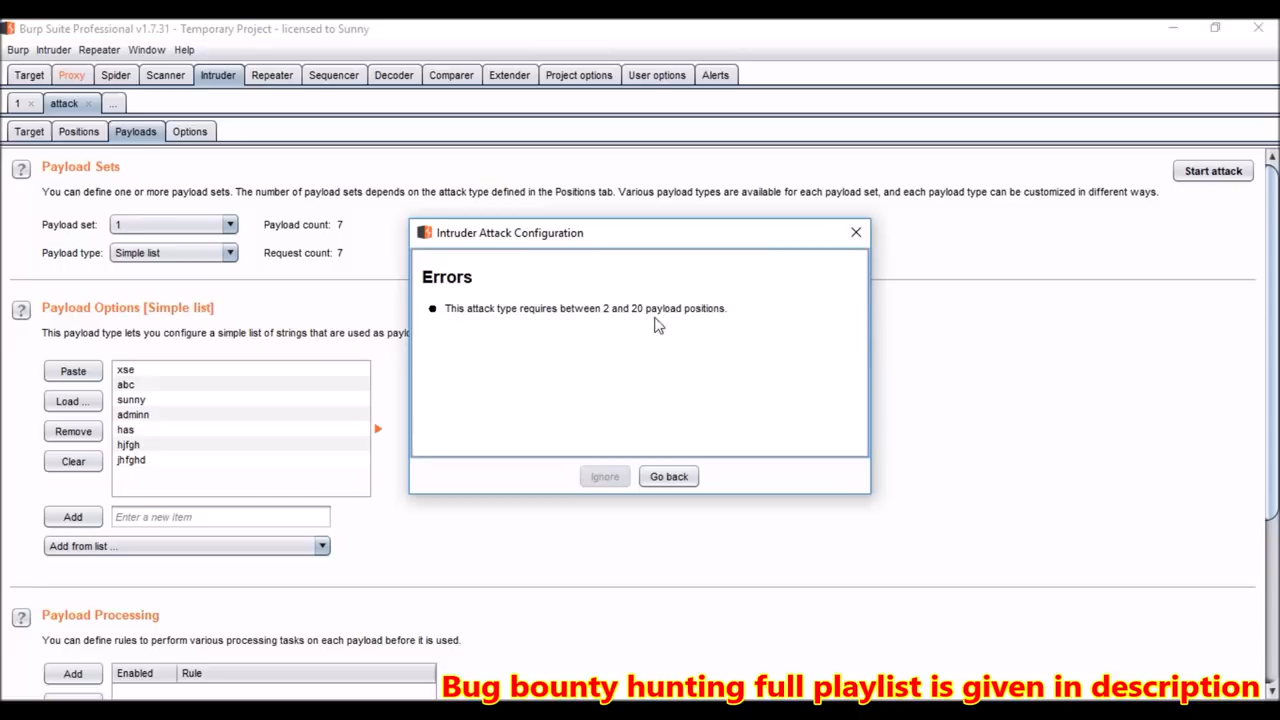 Burp Suite Professional v1.7.31 - Temporary Project - licensed to Sunny
Burp Intruder Repeater Window Help
Target Proxy Spider Scanner Intruder Repeater Sequencer Decoder Comparer Extender Project options User options Alerts
1 × attack × ...
Target Positions Payloads Options
? Payload Sets
Start attack
You can define one or more payload sets. The number of payload sets depends on the attack type defined in the Positions tab. Various payload types are available for each payload set, and each payload type can be customized in different ways.
Payload set: 1 Payload count: 7
Payload type: Simple list Request count: 7
Intruder Attack Configuration
Errors
This attack type requires between 2 and 20 payload positions.
Ignore Go back
? Payload Options [Simple list]
This payload type lets you configure a simple list of strings that are used as
Paste
Load ...
Remove
Clear
xse
abc
sunny
adminn
has
hjfgh
jhfghd
Add Enter a new item
Add from list ...
? Payload Processing
You can define rules to perform various processing tasks on each payload before it is used.
Add Enabled Rule
Bug bounty hunting full playlist is given in description